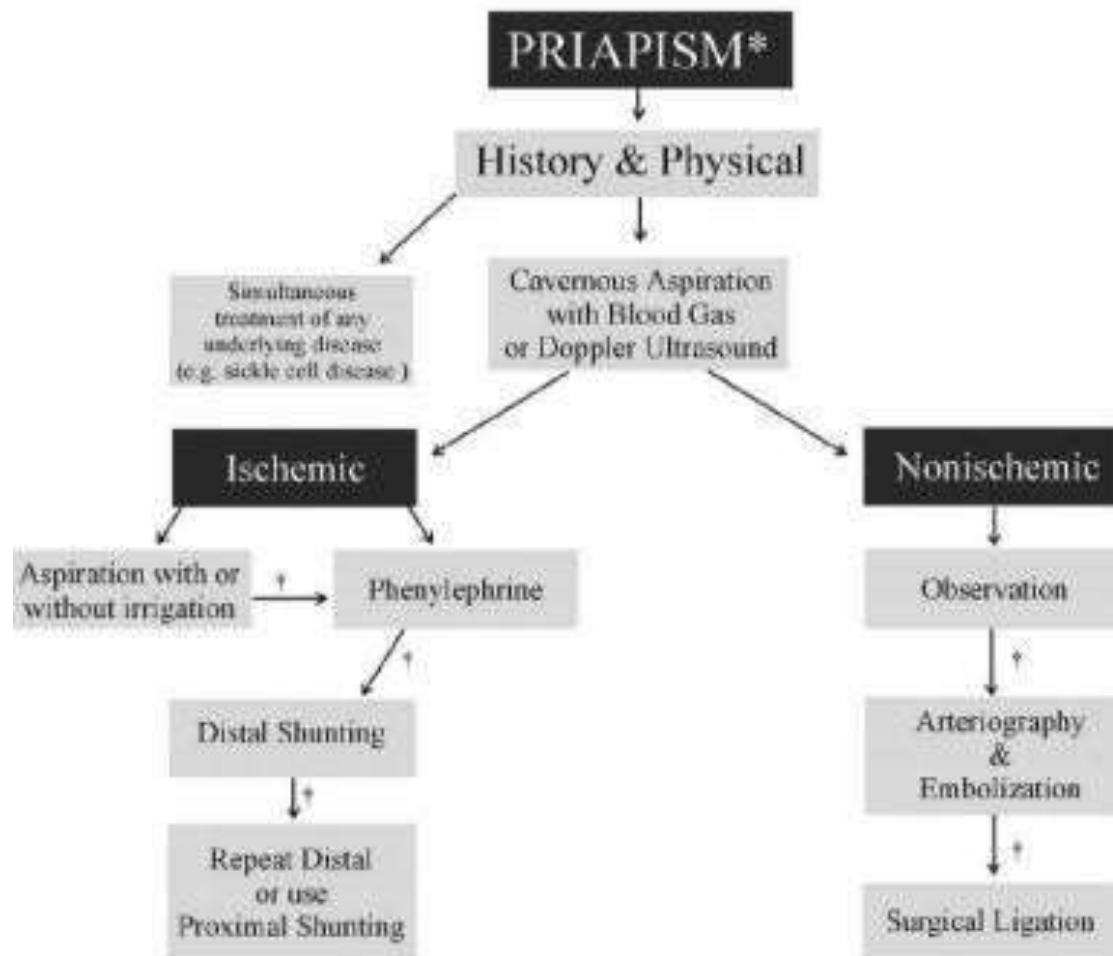 PRIAPISM*
History & Physical
Simultaneous
treatment of any
underlying disease
(e.g. sickle cell disease )
Cavernous Aspiration
with Blood Gas
or Doppler Ultrasound
Ischemic
Nonischemic
Aspiration with or
without irrigation
†
Phenylephrine
Observation
†
†
Distal Shunting
Arteriography
&
Embolization
†
†
Repeat Distal
or use
Proximal Shunting
Surgical Ligation